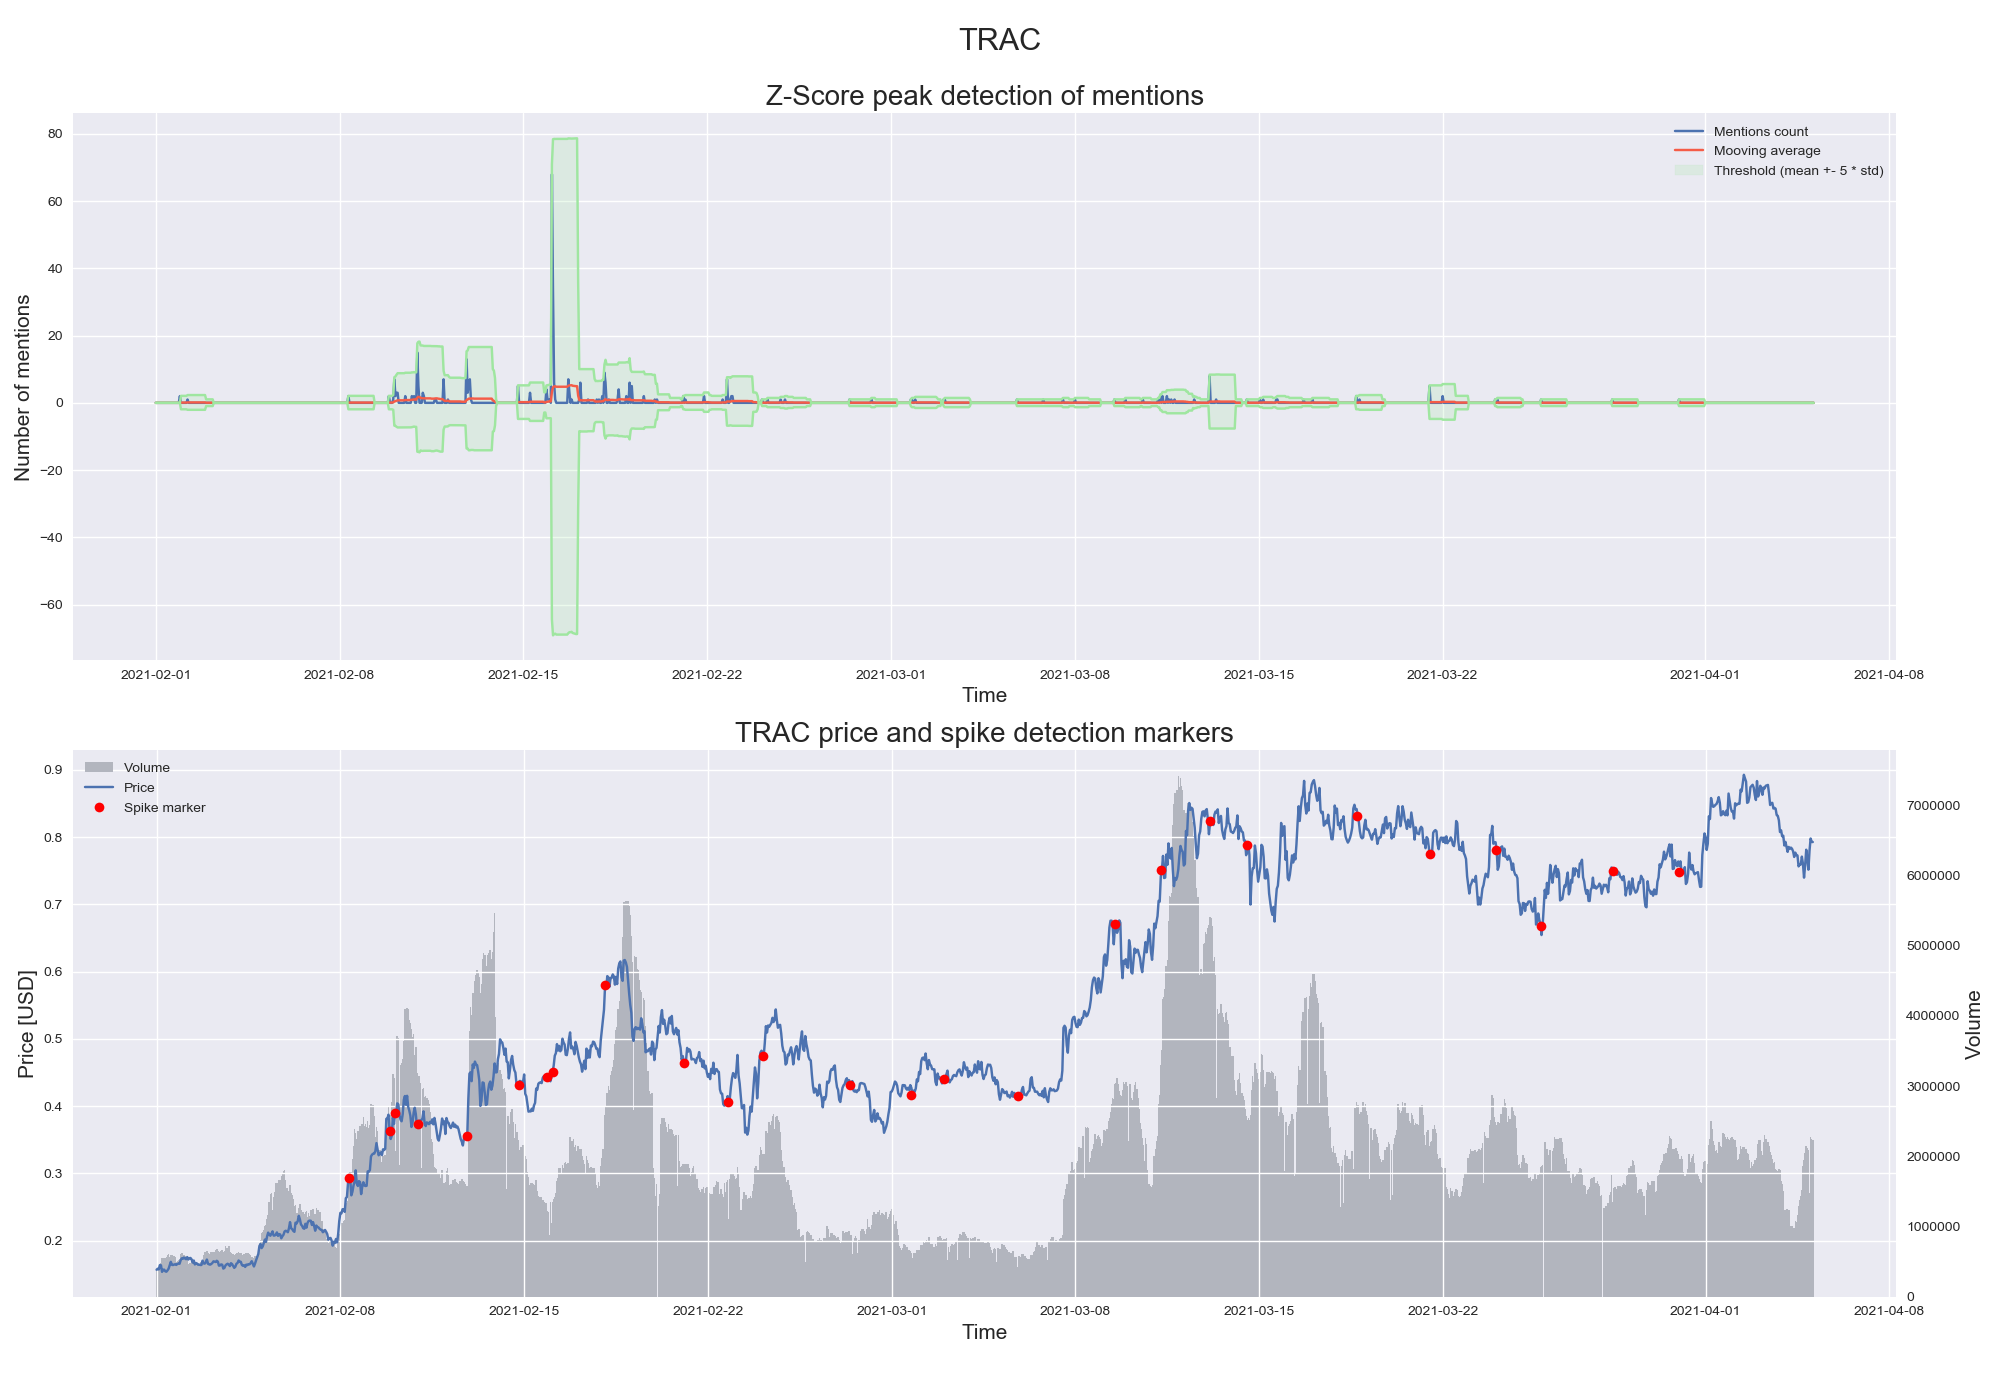 TRAC
Z-Score peak detection of mentions
Mentions count
Mooving average
Threshold (mean +- 5 * std)
Number of mentions
80
60
40
20
0
−20
−40
−60
2021-02-01 2021-02-08 2021-02-15 2021-02-22 2021-03-01 2021-03-08 2021-03-15 2021-03-22 2021-04-01 2021-04-08
Time
TRAC price and spike detection markers
Volume
Price
Spike marker
Price [USD]
0.9
0.8
0.7
0.6
0.5
0.4
0.3
0.2
7000000
6000000
5000000
4000000
3000000
2000000
1000000
0
Volume
2021-02-01 2021-02-08 2021-02-15 2021-02-22 2021-03-01 2021-03-08 2021-03-15 2021-03-22 2021-04-01 2021-04-08
Time